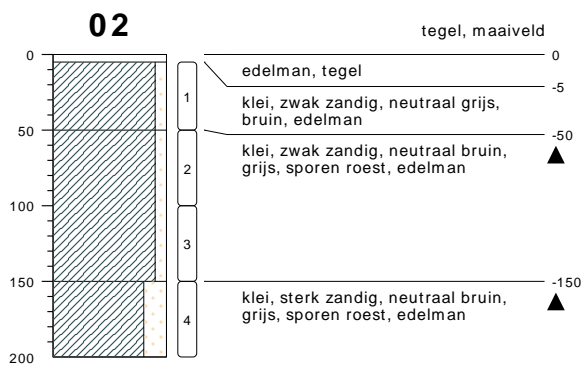 02
tegel, maaiveld
0
0
edelman, tegel
-5
klei, zwak zandig, neutraal grijs,
bruin, edelman
1
50
-50
klei, zwak zandig, neutraal bruin,
grijs, sporen roest, edelman
2
100
3
150
-150
klei, sterk zandig, neutraal bruin,
grijs, sporen roest, edelman
4
200